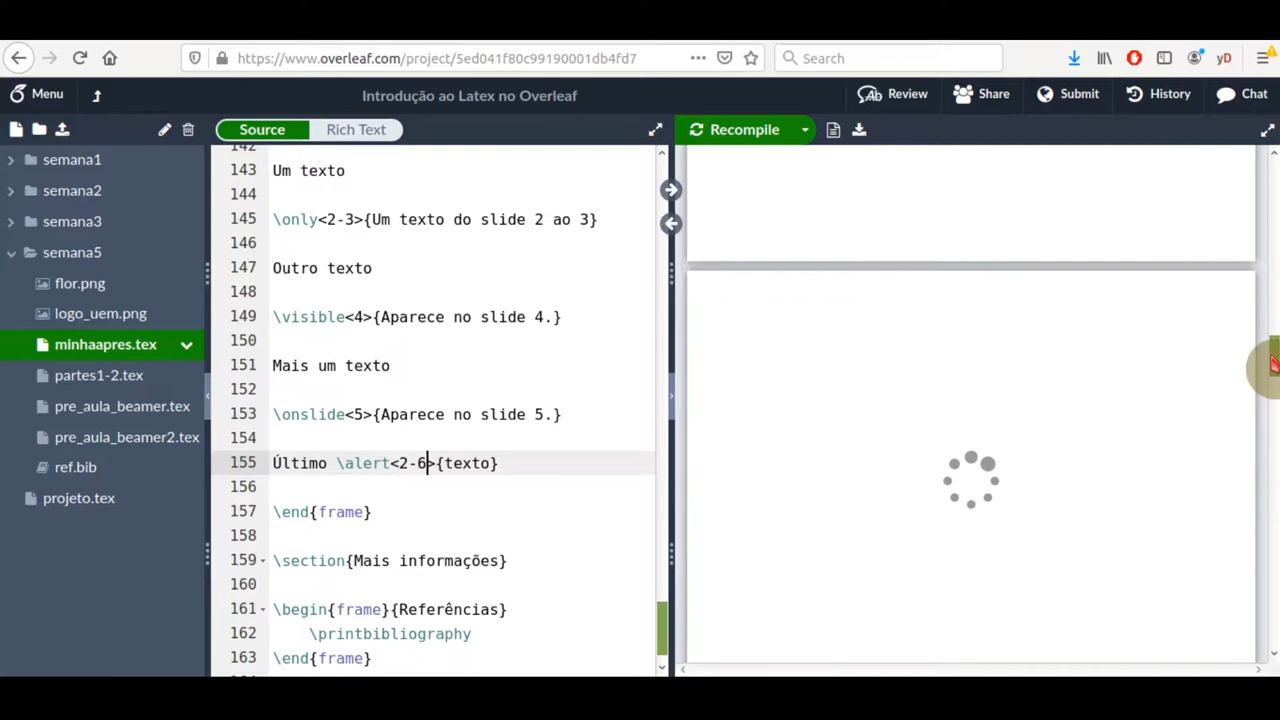 https://www.overleaf.com/project/5ed041f80c99190001db4fd7
Search
yD
Menu
Introdução ao Latex no Overleaf
Review
Share
Submit
History
Chat
Source
Rich Text
Recompile
semana1
semana2
semana3
semana5
flor.png
logo_uem.png
minhaapres.tex
partes1-2.tex
pre_aula_beamer.tex
pre_aula_beamer2.tex
ref.bib
projeto.tex
142
143 Um texto
144
145 \only<2-3>{Um texto do slide 2 ao 3}
146
147 Outro texto
148
149 \visible<4>{Aparece no slide 4.}
150
151 Mais um texto
152
153 \onslide<5>{Aparece no slide 5.}
154
155 Último \alert<2-6>{texto}
156
157 \end{frame}
158
159 \section{Mais informações}
160
161 \begin{frame}{Referências}
162 \printbibliography
163 \end{frame}